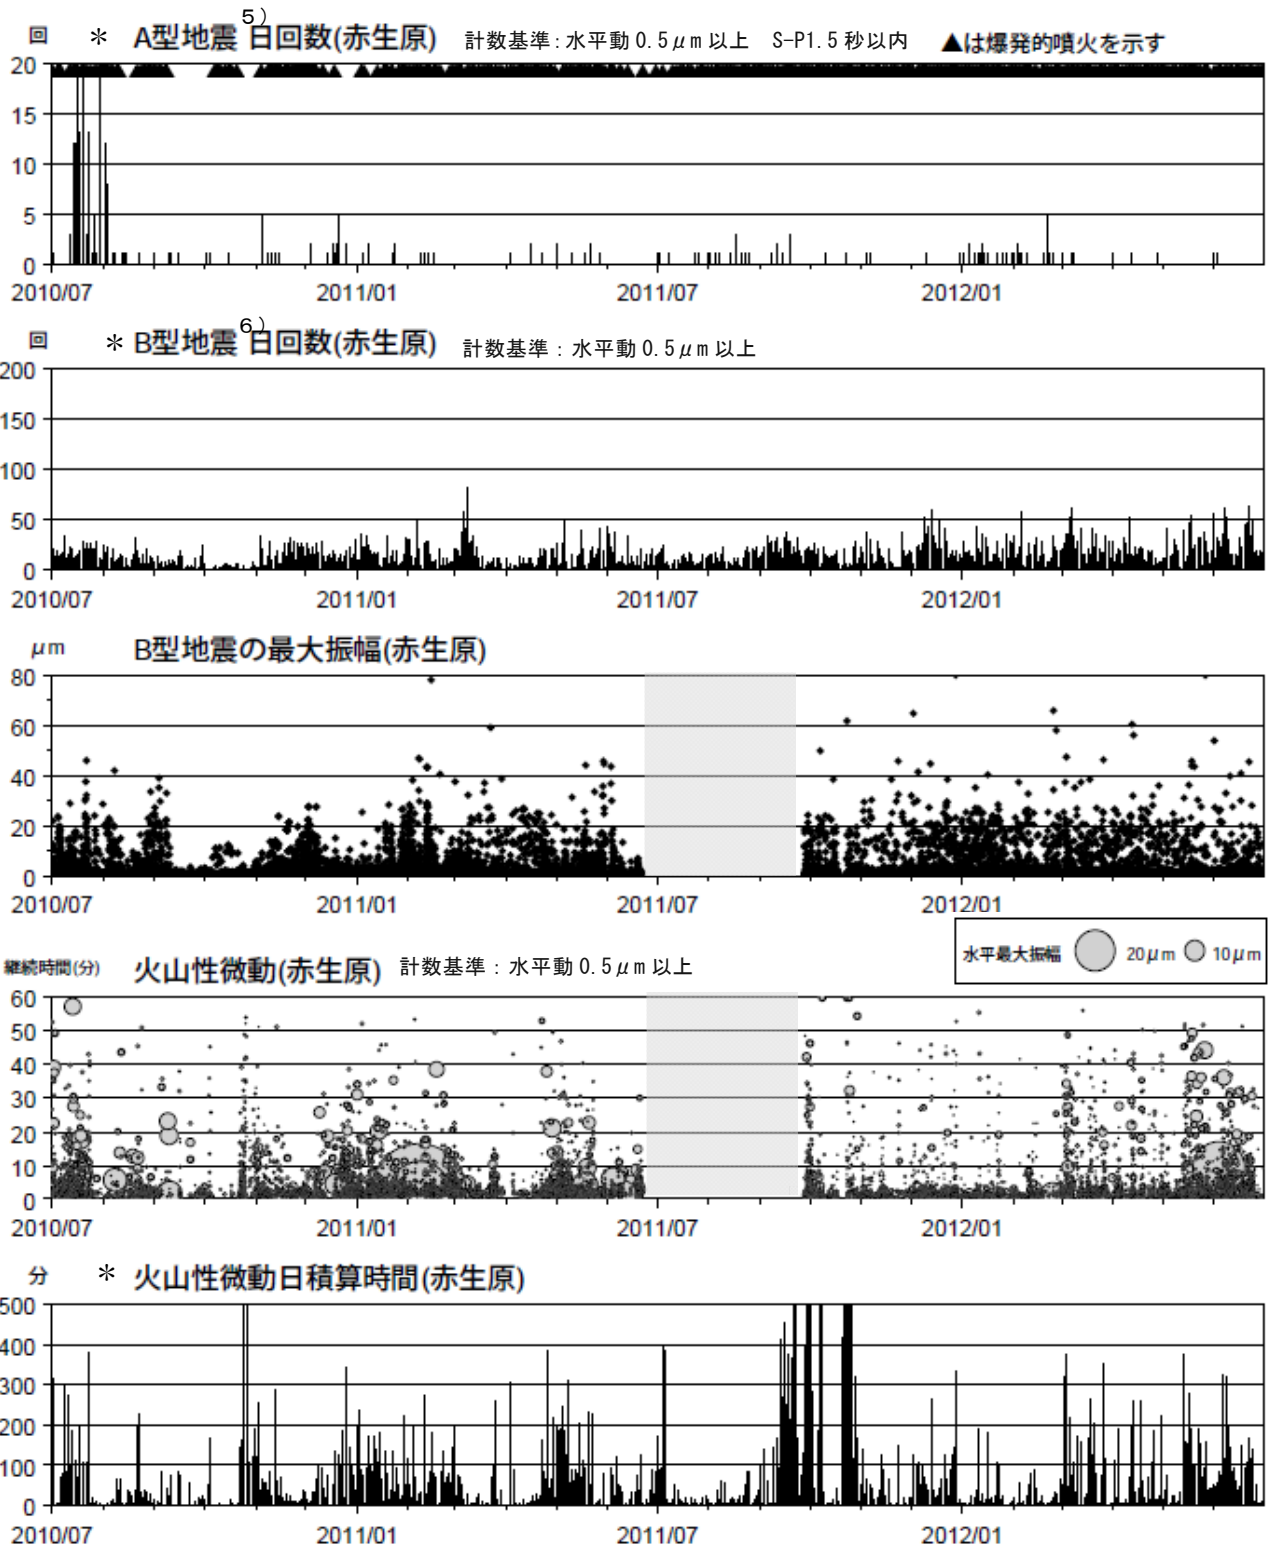 5)
回 * A型地震 日回数(赤生原) 計数基準:水平動0.5μm以上 S-P1.5秒以内 ▲は爆発的噴火を示す
20
15
10
5
0
2010/07 2011/01 2011/07 2012/01
6)
回 * B型地震 日回数(赤生原) 計数基準:水平動0.5μm以上
200
150
100
50
0
2010/07 2011/01 2011/07 2012/01
μm B型地震の最大振幅(赤生原)
80
60
40
20
0
2010/07 2011/01 2011/07 2012/01
水平最大振幅 20μm 10μm
継続時間(分) 火山性微動(赤生原) 計数基準:水平動0.5μm以上
60
50
40
30
20
10
0
2010/07 2011/01 2011/07 2012/01
分 * 火山性微動日積算時間(赤生原)
500
400
300
200
100
0
2010/07 2011/01 2011/07 2012/01